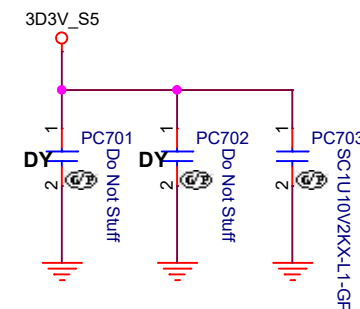 3D3V_S5
1
PC701
DY
Do Not Stuff
2
G/P
1
PC702
DY
Do Not Stuff
2
G/P
1
PC703
SC1U10V2KX-L1-GP
2
G/P